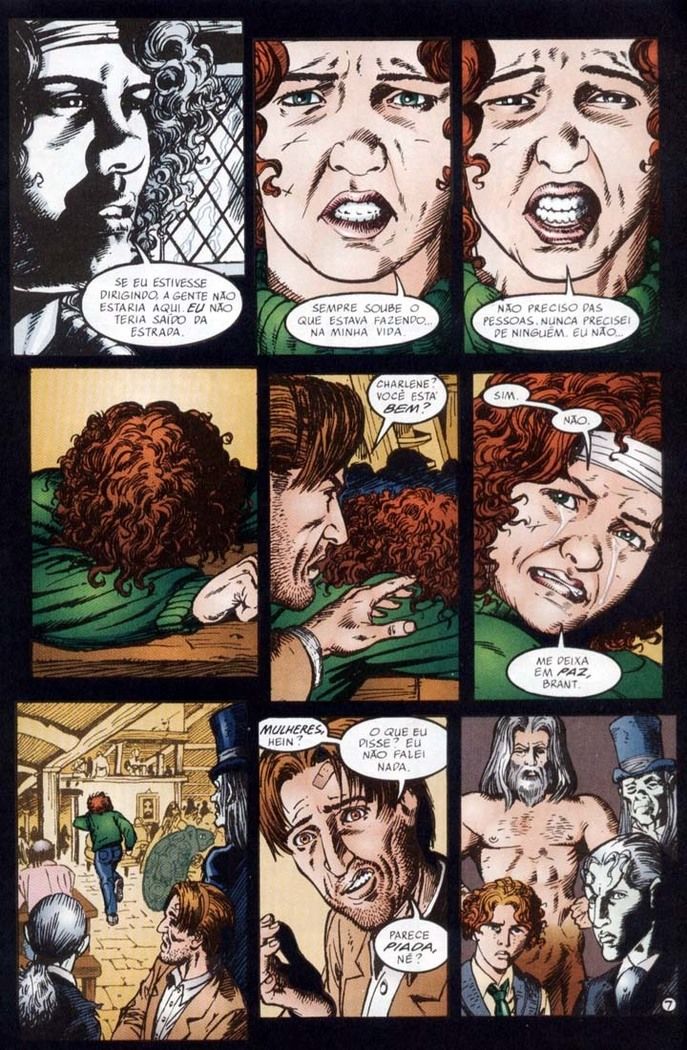 SE EU ESTIVESSE
DIRIGINDO, A GENTE NÃO
ESTARIA AQUI. EU NÃO
TERIA SAÍDO DA
ESTRADA.
SEMPRE SOUBE O
QUE ESTAVA FAZENDO...
NA MINHA VIDA.
NÃO PRECISO DAS
PESSOAS. NUNCA PRECISEI
DE NINGUÉM. EU NÃO...
CHARLENE?
VOCÊ ESTÁ
BEM?
SIM.
NÃO.
ME DEIXA
EM PAZ,
BRANT.
MULHERES,
HEIN?
O QUE EU
DISSE? EU
NÃO FALEI
NADA.
PARECE
PIADA,
NÉ?
7